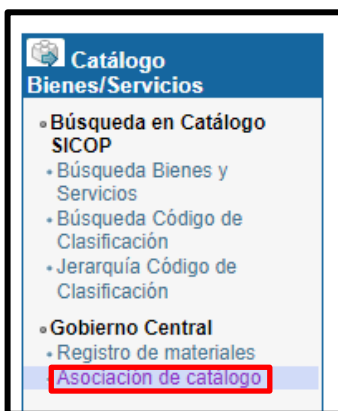 Catálogo
Bienes/Servicios
Búsqueda en Catálogo
SICOP
Búsqueda Bienes y
Servicios
Búsqueda Código de
Clasificación
Jerarquía Código de
Clasificación
Gobierno Central
Registro de materiales
Asociación de catálogo